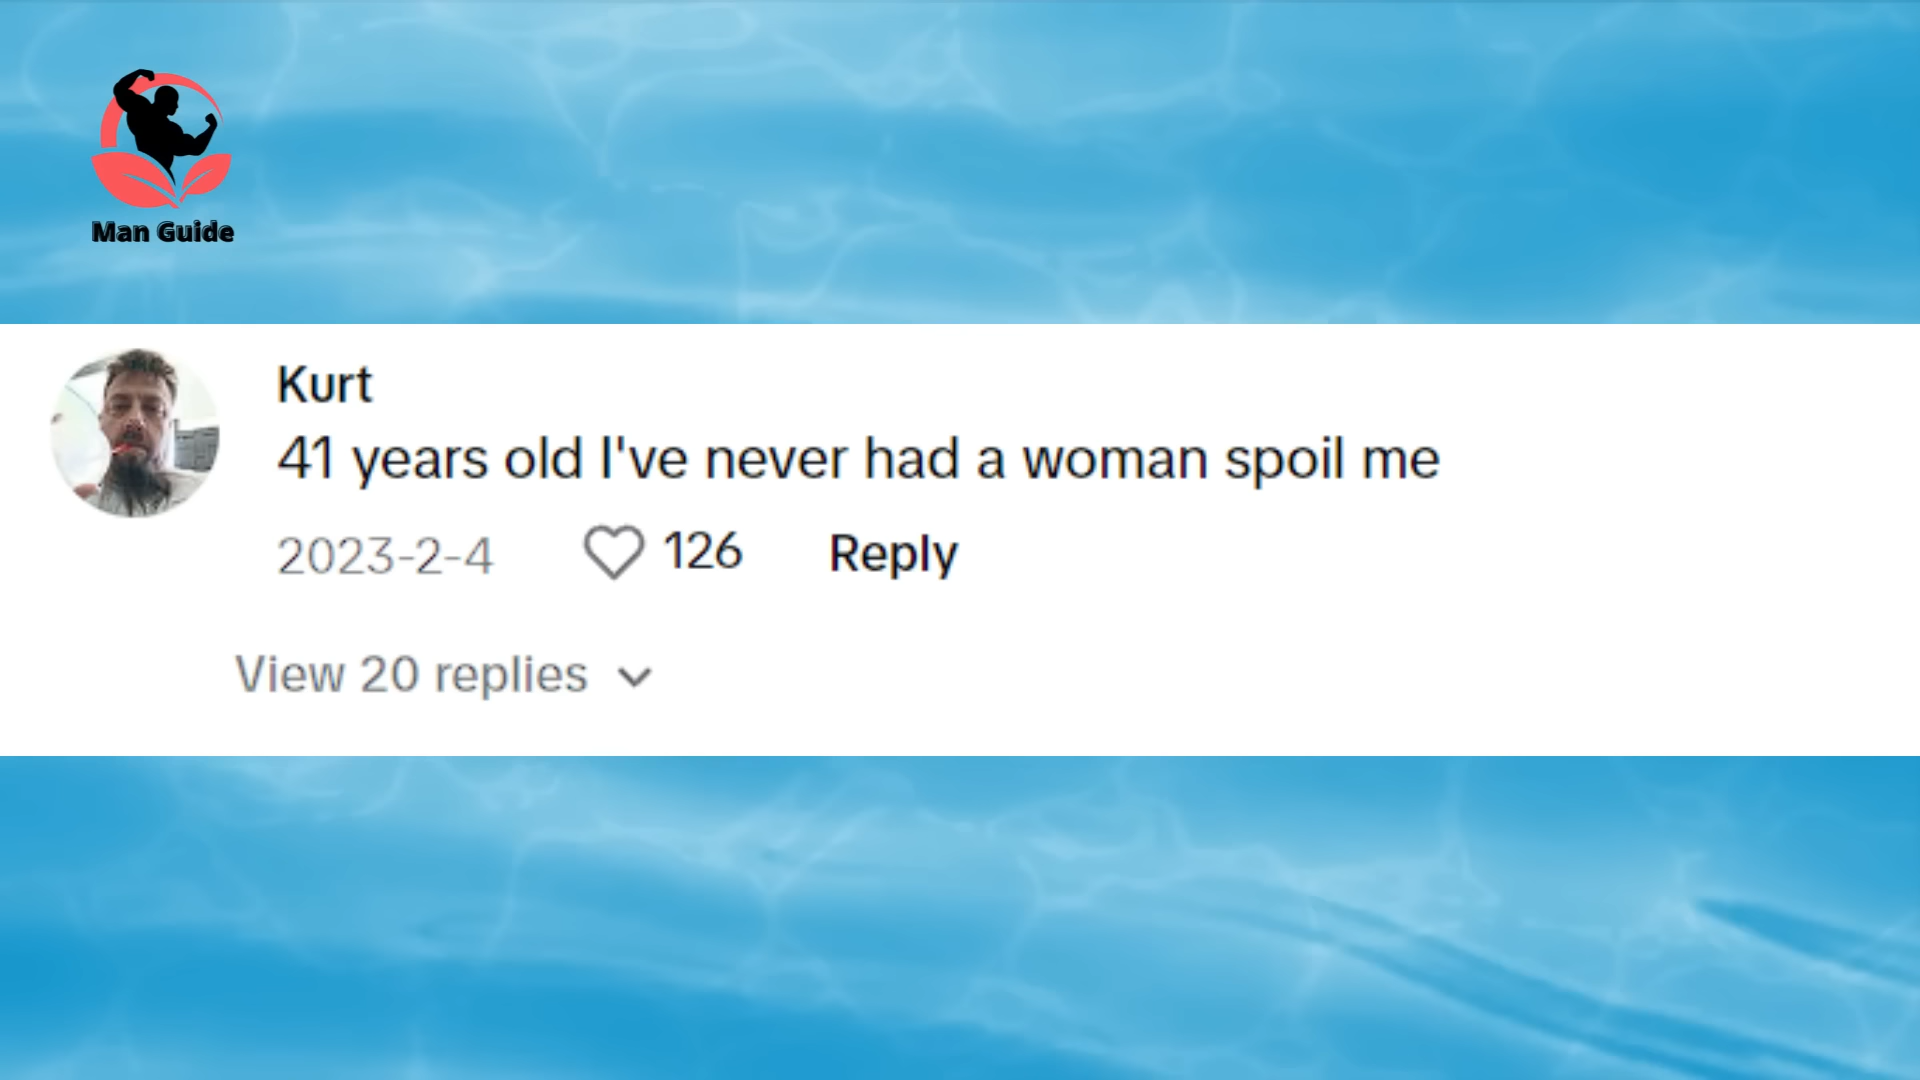 Man Guide
Kurt
41 years old I've never had a woman spoil me
2023-2-4 126 Reply
View 20 replies